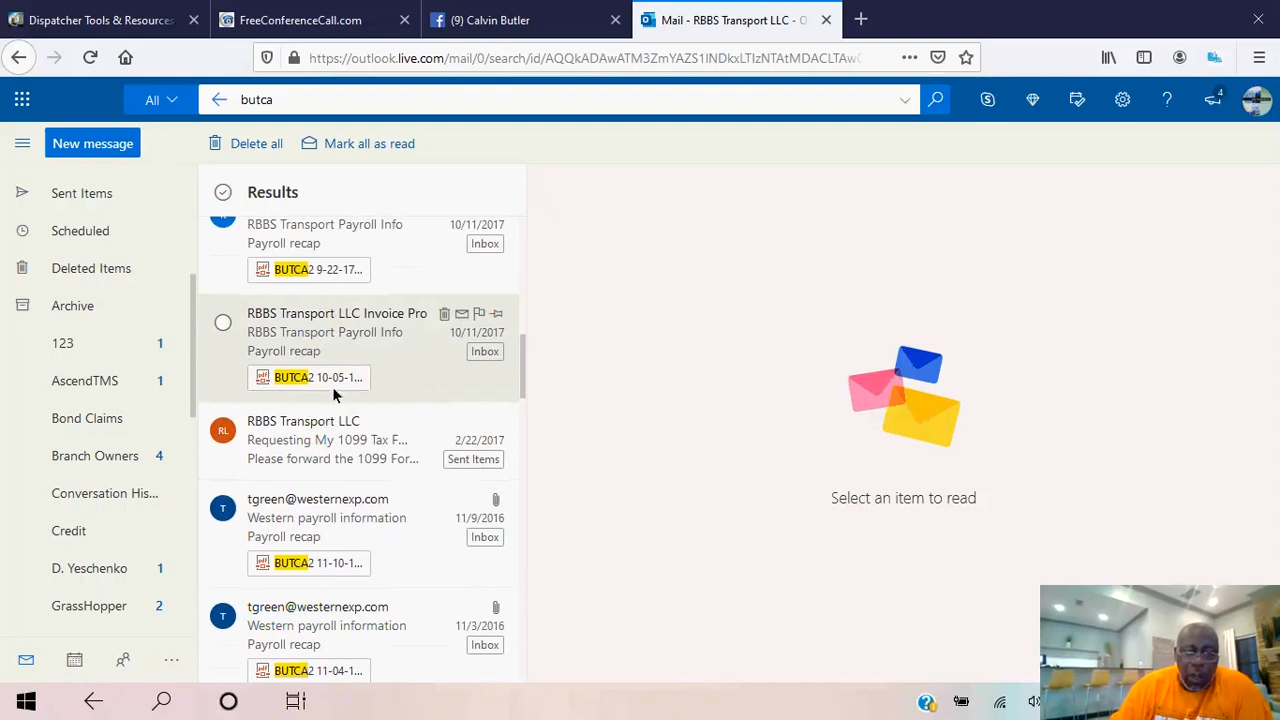 Dispatcher Tools & Resources
FreeConferenceCall.com
(9) Calvin Butler
Mail - RBBS Transport LLC - O
https://outlook.live.com/mail/0/search/id/AQQkADAwATM3ZmYAZS1INDkxLTIzNTAtMDACLTAwC
All
butca
4
New message
Delete all
Mark all as read
Sent Items
Scheduled
Deleted Items
Archive
123 1
AscendTMS 1
Bond Claims
Branch Owners 4
Conversation His...
Credit
D. Yeschenko 1
GrassHopper 2
Results
RBBS Transport Payroll Info 10/11/2017
Payroll recap Inbox
BUTCA2 9-22-17...
RBBS Transport LLC Invoice Pro
RBBS Transport Payroll Info 10/11/2017
Payroll recap Inbox
BUTCA2 10-05-1...
RL RBBS Transport LLC
Requesting My 1099 Tax F... 2/22/2017
Please forward the 1099 For... Sent Items
T tgreen@westernexp.com
Western payroll information 11/9/2016
Payroll recap Inbox
BUTCA2 11-10-1...
T tgreen@westernexp.com
Western payroll information 11/3/2016
Payroll recap Inbox
BUTCA2 11-04-1...
Select an item to read